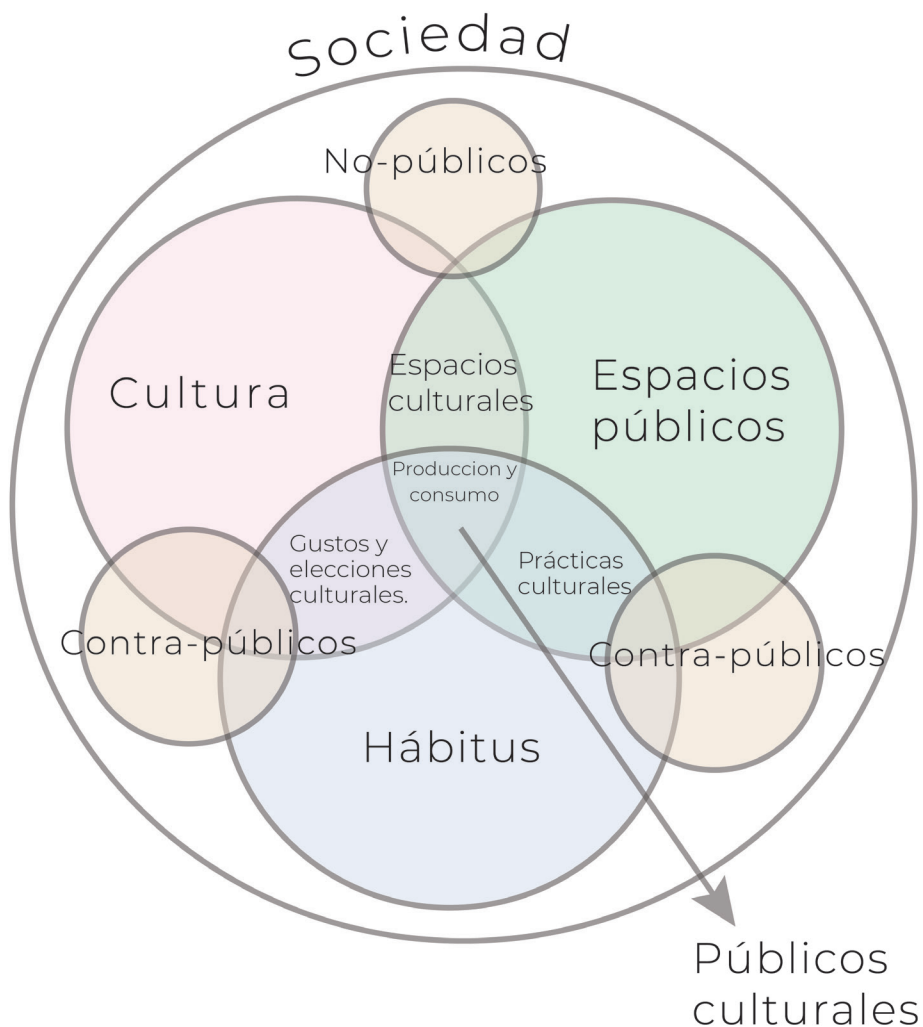 Sociedad
No-públicos
Cultura
Espacios
culturales
Espacios
públicos
Produccion y
consumo
Gustos y
elecciones
culturales.
Prácticas
culturales
Contra-públicos
Contra-públicos
Hábitus
Públicos
culturales